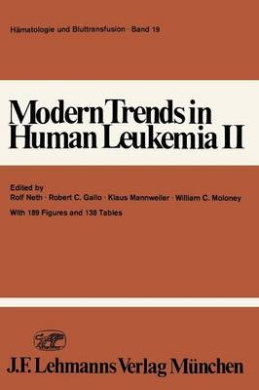 Hämatologie und Bluttransfusion · Band 19
Modern Trends in
Human Leukemia II
Edited by
Rolf Neth · Robert C. Gallo · Klaus Mannweiler · William C. Moloney
With 189 Figures and 138 Tables
J.F. Lehmanns Verlag München